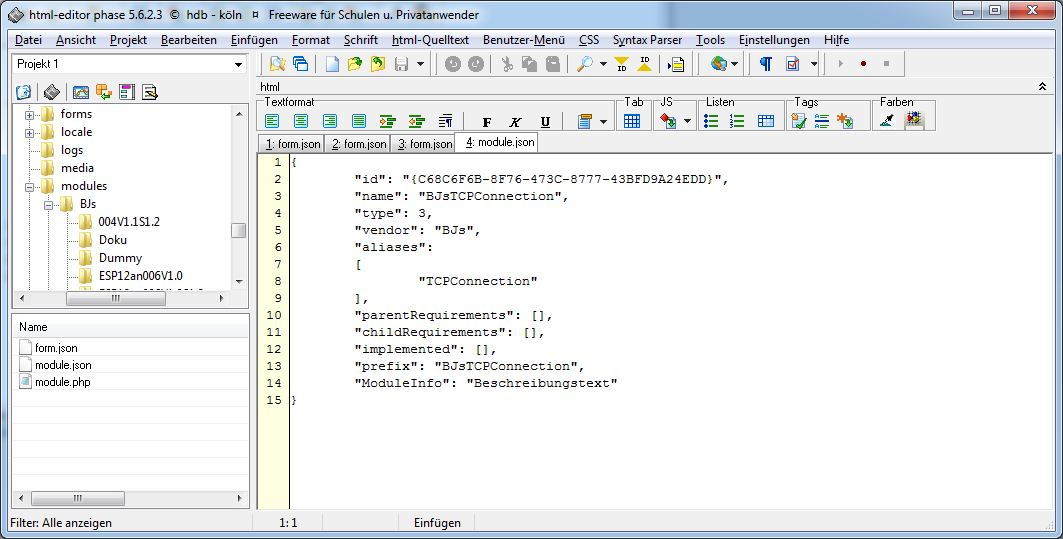 html-editor phase 5.6.2.3 © hdb - köln ¤ Freeware für Schulen u. Privatanwender
Datei Ansicht Projekt Bearbeiten Einfügen Format Schrift html-Quelltext Benutzer-Menü CSS Syntax Parser Tools Einstellungen Hilfe
Projekt 1
ID
ID
html
Textformat
Tab
JS
Listen
Tags
Farben
F K U
forms
locale
logs
media
modules
BJs
004V1.1S1.2
Doku
Dummy
ESP12an006V1.0
Name
form.json
module.json
module.php
1: form.json 2: form.json 3: form.json 4: module.json
1 {
2 "id": "{C68C6F6B-8F76-473C-8777-43BFD9A24EDD}",
3 "name": "BJsTCPConnection",
4 "type": 3,
5 "vendor": "BJs",
6 "aliases":
7 [
8 "TCPConnection"
9 ],
10 "parentRequirements": [],
11 "childRequirements": [],
12 "implemented": [],
13 "prefix": "BJsTCPConnection",
14 "ModuleInfo": "Beschreibungstext"
15 }
Filter: Alle anzeigen
1: 1
Einfügen